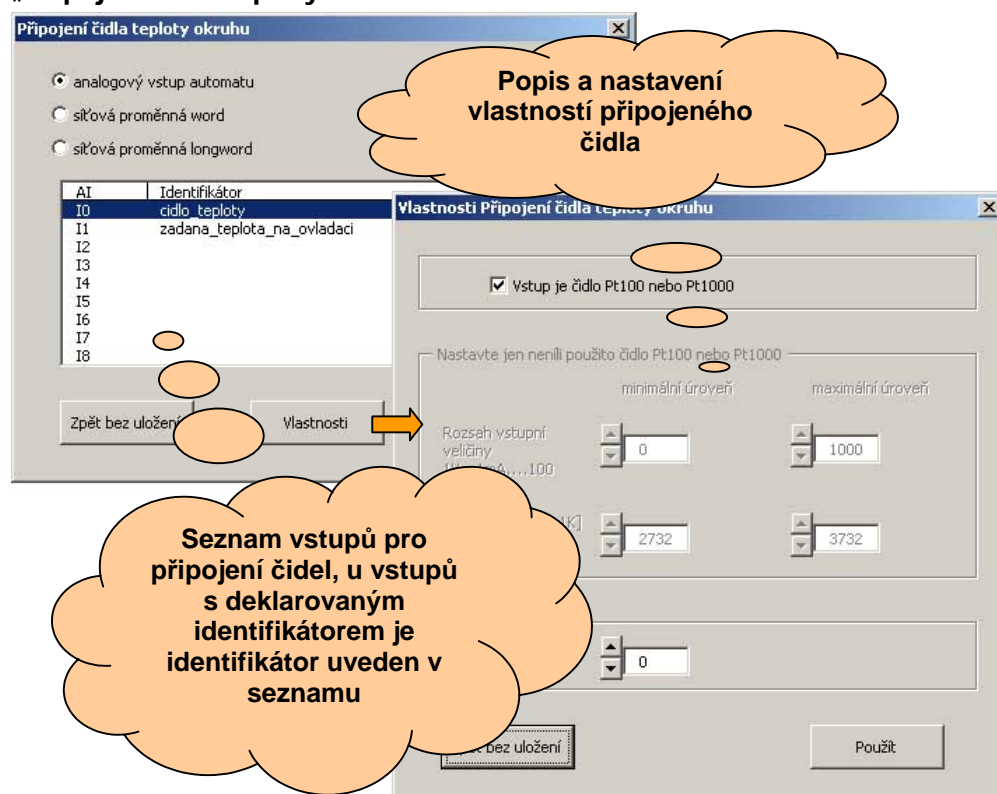 Připojení čidla teploty okruhu
analogový vstup automatu
síťová proměnná word
síťová proměnná longword
AI Identifikátor
I0 cidlo_teploty
I1 zadana_teplota_na_ovladaci
I2
I3
I4
I5
I6
I7
I8
Zpět bez uložení
Vlastnosti
Popis a nastavení
vlastností připojeného
čidla
Vlastnosti Připojení čidla teploty okruhu
Vstup je čidlo Pt100 nebo Pt1000
Nastavte jen neníli použito čidlo Pt100 nebo Pt1000
minimální úroveň maximální úroveň
Rozsah vstupní
veličiny
0 1000
....100
1K]
2732 3732
0
bez uložení
Použít
Seznam vstupů pro
připojení čidel, u vstupů
s deklarovaným
identifikátorem je
identifikátor uveden v
seznamu